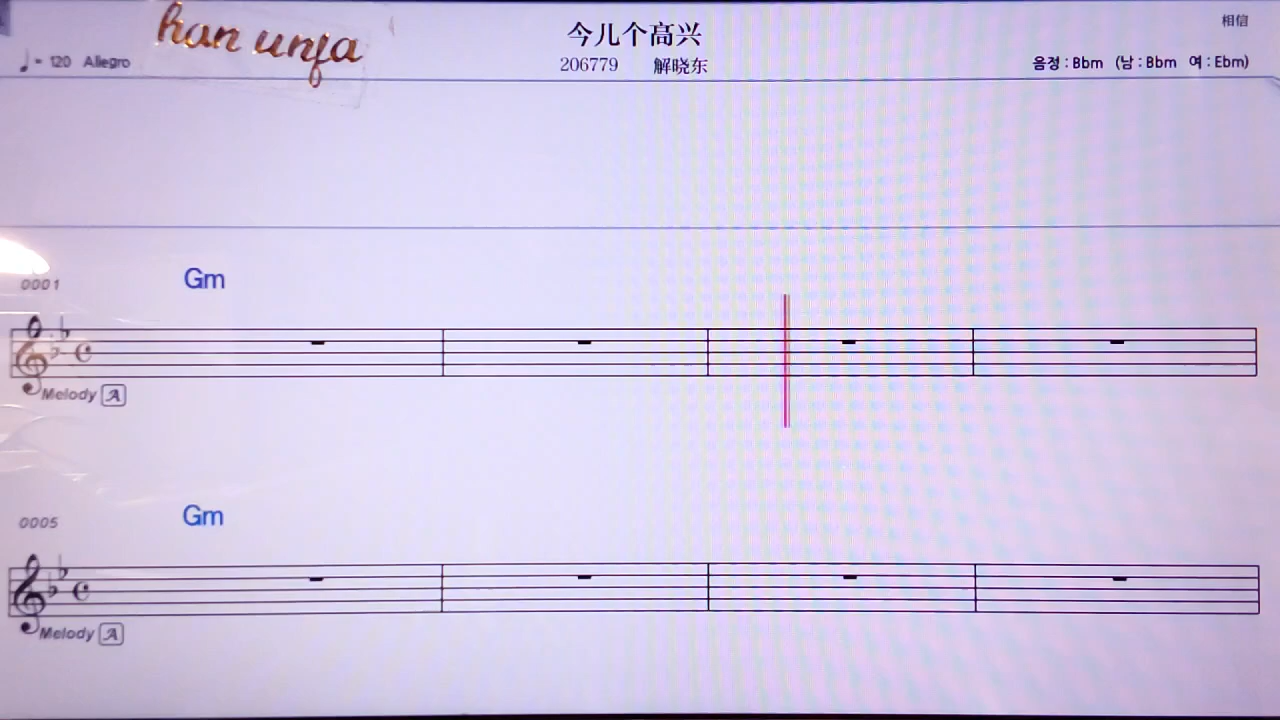 han unfa
今儿个高兴
相信
♩ = 120 Allegro
206779 解晓东
음정 : Bbm (남 : Bbm 여 : Ebm)
0001
Gm
Melody A
0005
Gm
Melody A